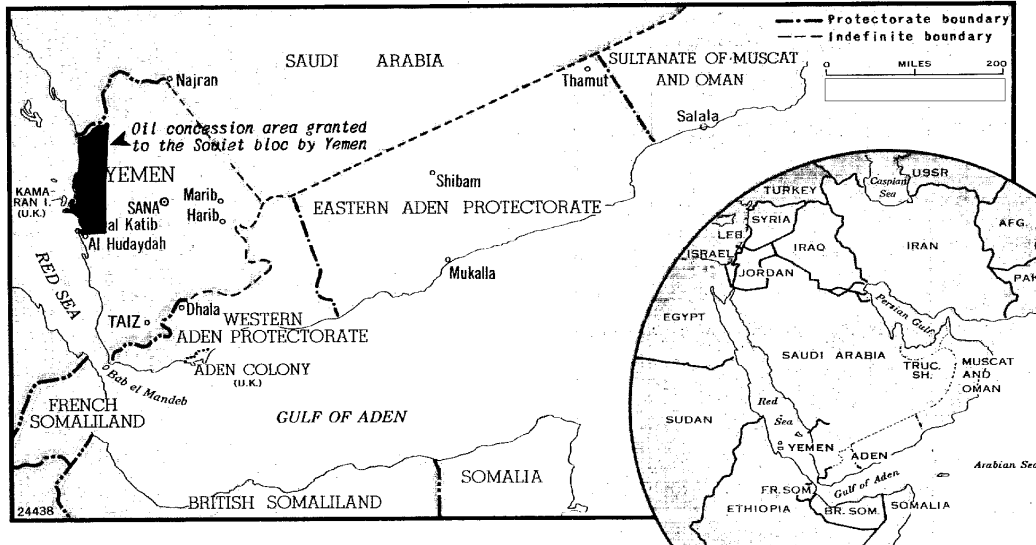 Protectorate boundary
Indefinite boundary
0 MILES 200
SAUDI ARABIA
SULTANATE OF MUSCAT
AND OMAN
Najran
Thamut
Salala
Oil concession area granted
to the Soviet bloc by Yemen
YEMEN
KAMA-
RAN I.
(U.K.)
SANA
Marib
Harib
al Katib
Al Hudaydah
Shibam
EASTERN ADEN PROTECTORATE
Mukalla
RED SEA
TAIZ
Dhala
WESTERN
ADEN PROTECTORATE
ADEN COLONY
(U.K.)
Bab el Mandeb
FRENCH
SOMALILAND
GULF OF ADEN
SOMALIA
BRITISH SOMALILAND
24438
TURKEY
Caspian
Sea
USSR
SYRIA
LEB.
ISRAEL
IRAQ
IRAN
AFG.
JORDAN
PAK
EGYPT
Persian Gulf
SAUDI ARABIA
TRUC.
SH.
MUSCAT
AND
OMAN
SUDAN
Red
Sea
YEMEN
ADEN
Arabian Sea
FR. SOM.
Gulf of Aden
ETHIOPIA
BR. SOM.
SOMALIA